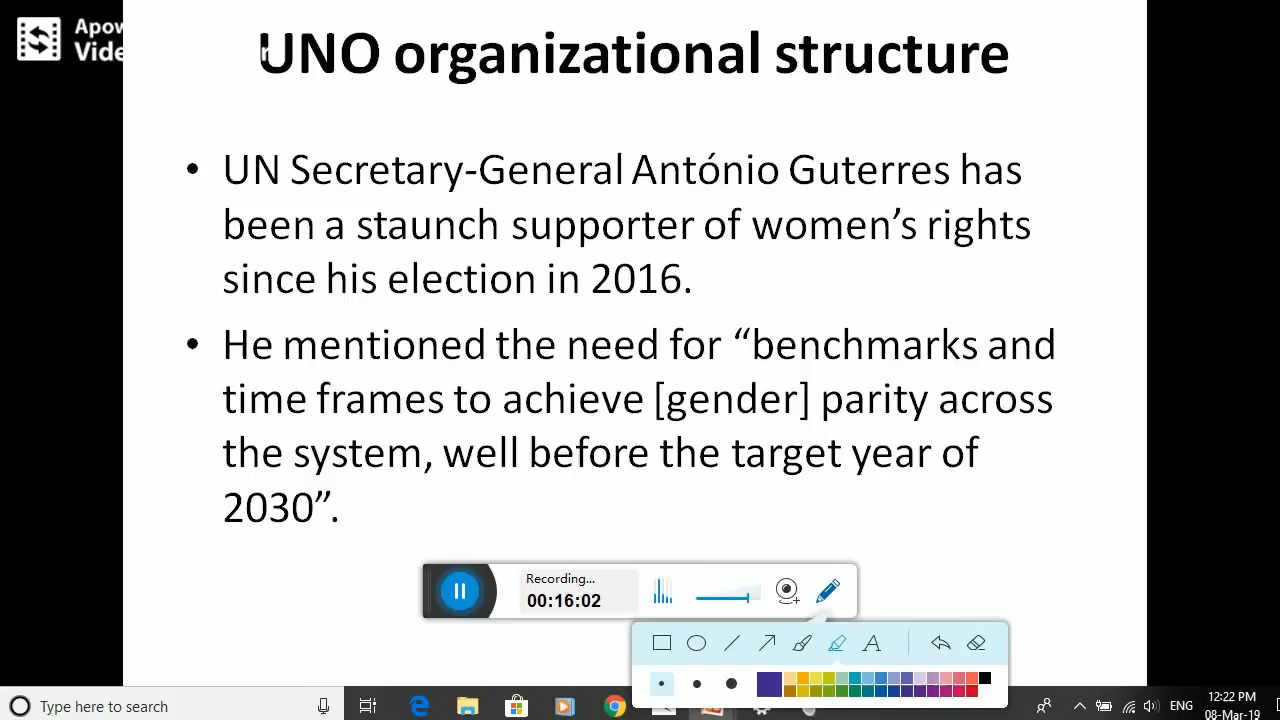 Apow
Vide
UNO organizational structure
• UN Secretary-General António Guterres has
been a staunch supporter of women’s rights
since his election in 2016.
• He mentioned the need for “benchmarks and
time frames to achieve [gender] parity across
the system, well before the target year of
2030”.
Recording...
00:16:02
A
Type here to search
ENG
12:22 PM
08-Mar-19